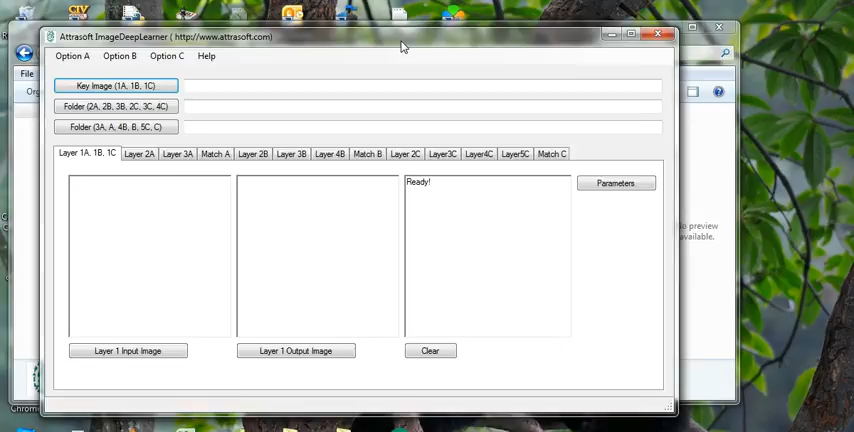 Attrasoft ImageDeepLearner ( http://www.attrasoft.com)
Option A Option B Option C Help
File
Key Image (1A, 1B, 1C)
Folder (2A, 2B, 3B, 2C, 3C, 4C)
Folder (3A, A, 4B, B, 5C, C)
Layer 1A, 1B, 1C Layer 2A Layer 3A Match A Layer 2B Layer 3B Layer 4B Match B Layer 2C Layer3C Layer4C Layer5C Match C
Ready!
Parameters
No preview
available.
Layer 1 Input Image Layer 1 Output Image Clear